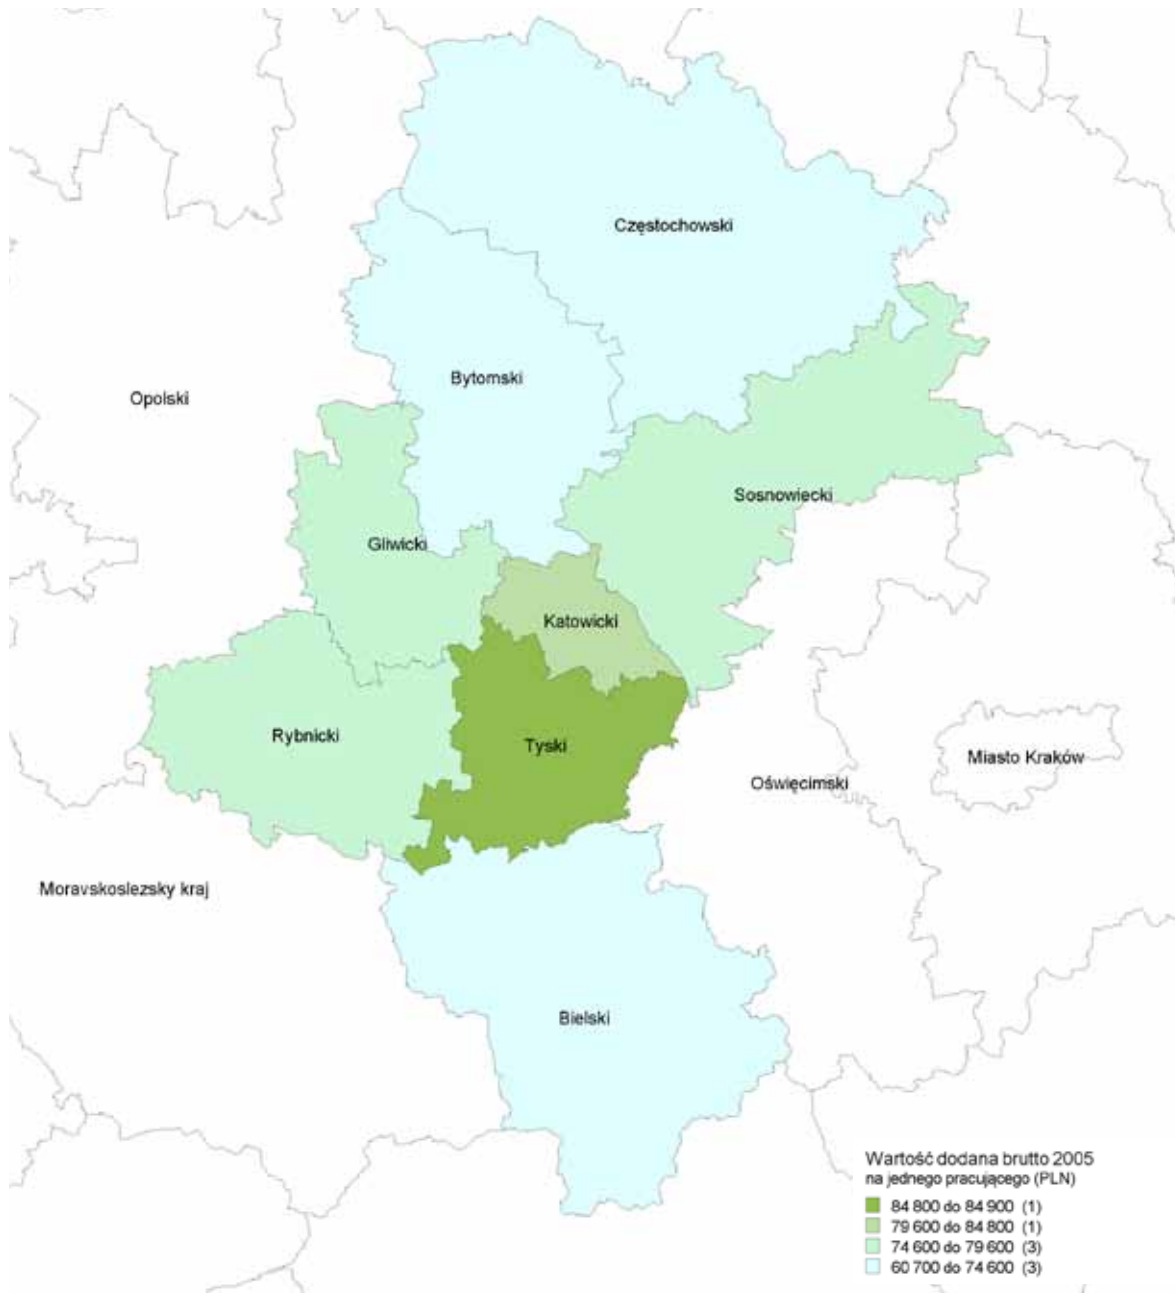 Częstochowski
Bytomski
Opolski
Sosnowiecki
Gliwicki
Katowicki
Rybnicki
Tyski
Miasto Kraków
Oświęcimski
Moravskoslezsky kraj
Bielski
Wartość dodana brutto 2005
na jednego pracującego (PLN)
84 800 do 84 900 (1)
79 600 do 84 800 (1)
74 600 do 79 600 (3)
60 700 do 74 600 (3)